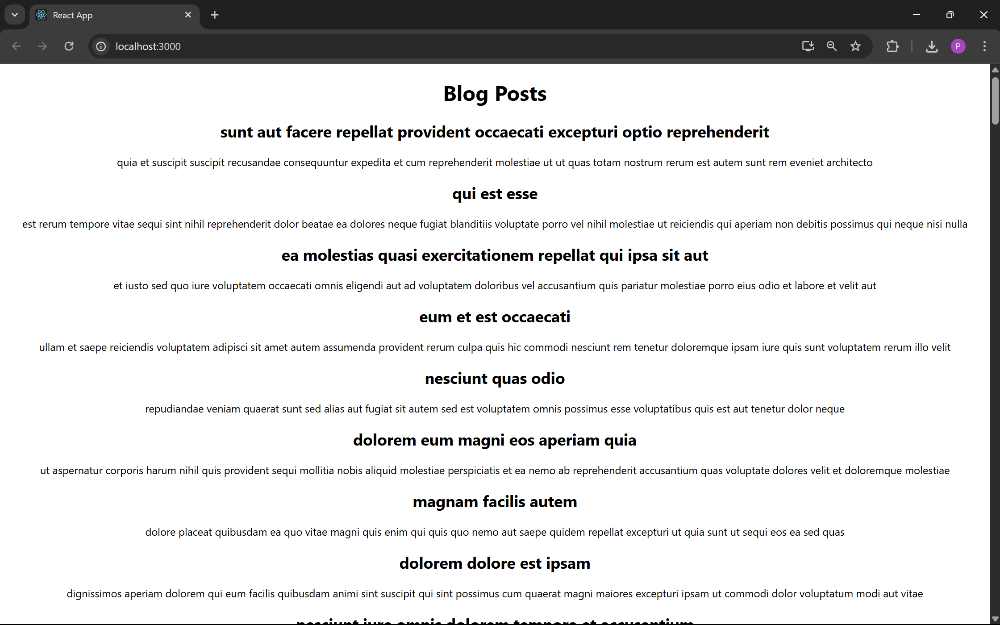 React App
localhost:3000
P
Blog Posts
sunt aut facere repellat provident occaecati excepturi optio reprehenderit
quia et suscipit suscipit recusandae consequuntur expedita et cum reprehenderit molestiae ut ut quas totam nostrum rerum est autem sunt rem eveniet architecto
qui est esse
est rerum tempore vitae sequi sint nihil reprehenderit dolor beatae ea dolores neque fugiat blanditiis voluptate porro vel nihil molestiae ut reiciendis qui aperiam non debitis possimus qui neque nisi nulla
ea molestias quasi exercitationem repellat qui ipsa sit aut
et iusto sed quo iure voluptatem occaecati omnis eligendi aut ad voluptatem doloribus vel accusantium quis pariatur molestiae porro eius odio et labore et velit aut
eum et est occaecati
ullam et saepe reiciendis voluptatem adipisci sit amet autem assumenda provident rerum culpa quis hic commodi nesciunt rem tenetur doloremque ipsam iure quis sunt voluptatem rerum illo velit
nesciunt quas odio
repudiandae veniam quaerat sunt sed alias aut fugiat sit autem sed est voluptatem omnis possimus esse voluptatibus quis est aut tenetur dolor neque
dolorem eum magni eos aperiam quia
ut aspernatur corporis harum nihil quis provident sequi mollitia nobis aliquid molestiae perspiciatis et ea nemo ab reprehenderit accusantium quas voluptate dolores velit et doloremque molestiae
magnam facilis autem
dolore placeat quibusdam ea quo vitae magni quis enim qui quis quo nemo aut saepe quidem repellat excepturi ut quia sunt ut sequi eos ea sed quas
dolorem dolore est ipsam
dignissimos aperiam dolorem qui eum facilis quibusdam animi sint suscipit qui sint possimus cum quaerat magni maiores excepturi ipsam ut commodi dolor voluptatum modi aut vitae
nesciunt iure omnis dolorem tempora et accusantium